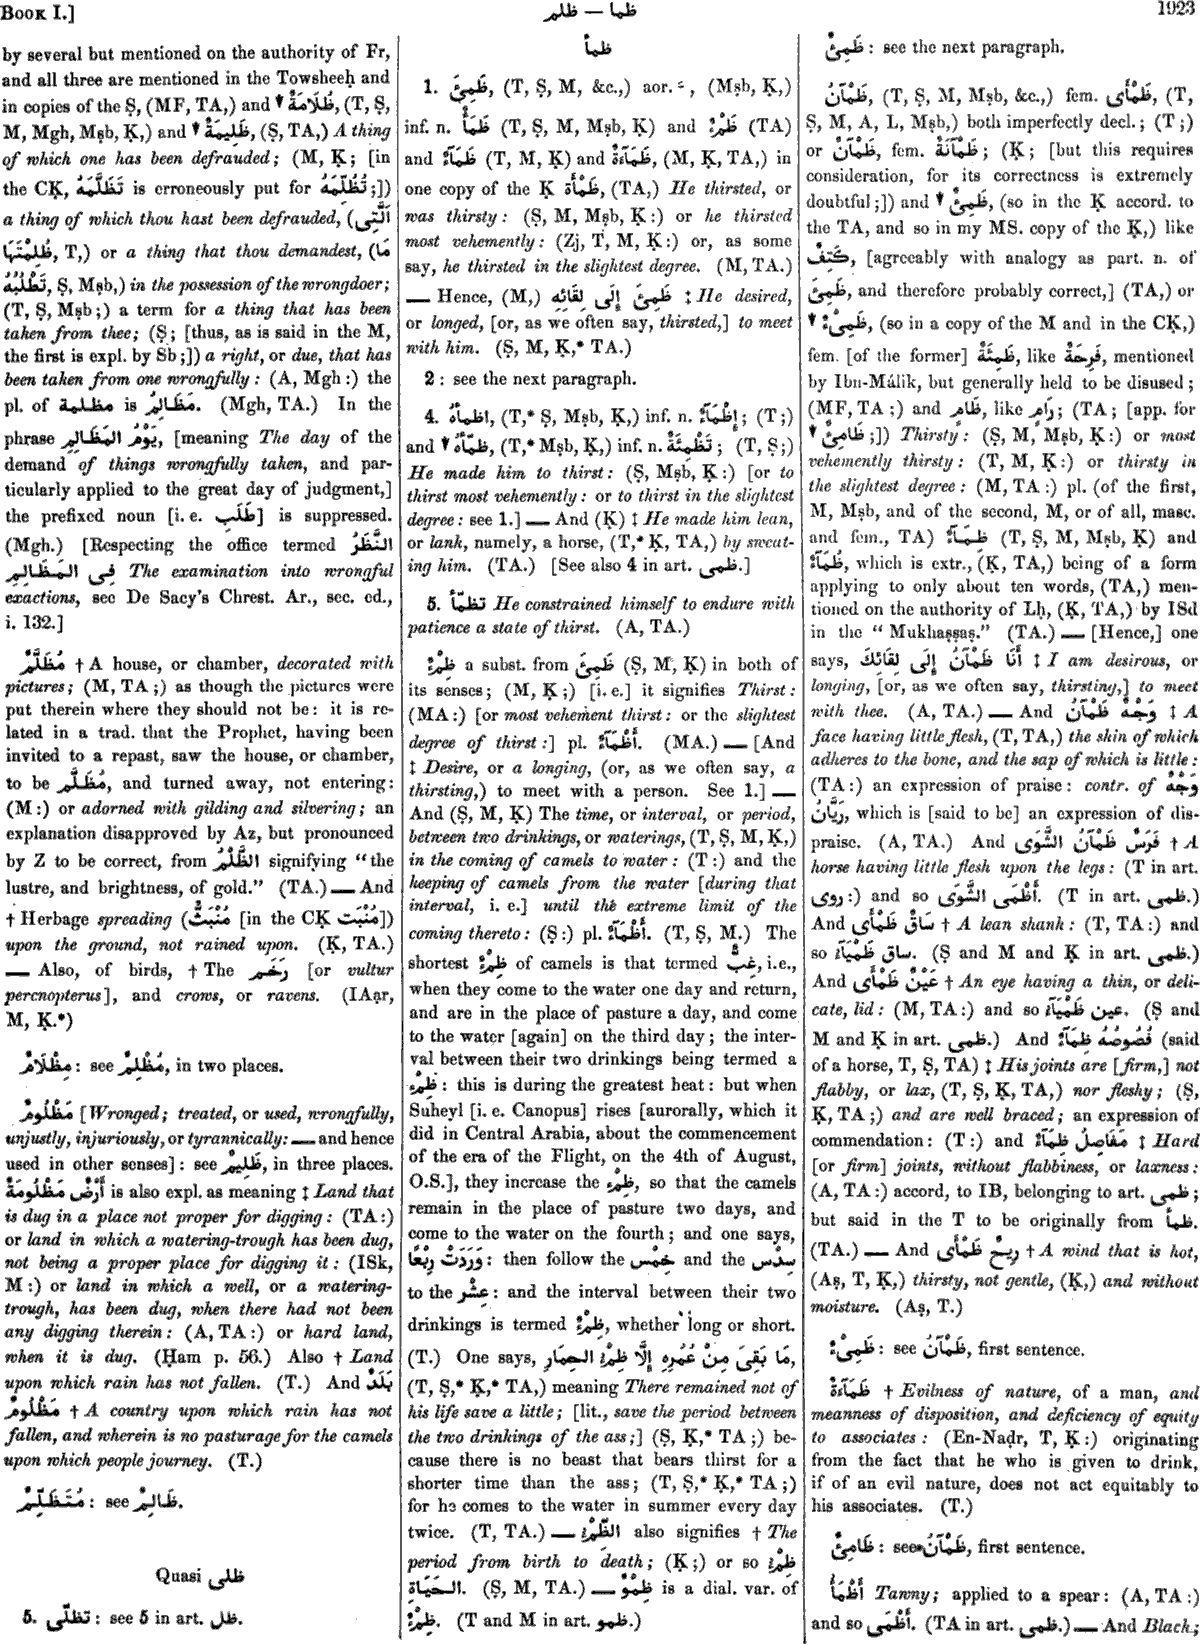 BOOK I.]
ظلم — ظمأ
1923
by several but mentioned on the authority of Fr,
and all three are mentioned in the Towsheeḥ and
in copies of the Ṣ, (MF, TA,) and ▼ ظُلَامَةٌ, (T, Ṣ,
M, Mgh, Mṣb, Ḳ,) and ▼ ظَلِيمَةٌ, (Ṣ, TA,) A thing
of which one has been defrauded; (M, Ḳ; [in
the CḲ, تَظَلَّمَهُ is erroneously put for تُظُلِّمَهُ;])
a thing of which thou hast been defrauded, (اَلَّتِى
ظُلِمْتَهَا, T,) or a thing that thou demandest, (مَا
تَطْلُبُهُ, Ṣ, Mṣb,) in the possession of the wrongdoer;
(T, Ṣ, Mṣb;) a term for a thing that has been
taken from thee; (Ṣ; [thus, as is said in the M,
the first is expl. by Sb;]) a right, or due, that has
been taken from one wrongfully: (A, Mgh:) the
pl. of مظلمة is مَظَالِمُ. (Mgh, TA.) In the
phrase يَوْمُ المَظَالِمِ, [meaning The day of the
demand of things wrongfully taken, and par-
ticularly applied to the great day of judgment,]
the prefixed noun [i. e. طَلَب] is suppressed.
(Mgh.) [Respecting the office termed النَّظَرُ
فِى المَظَالِمِ The examination into wrongful
exactions, see De Sacy's Chrest. Ar., sec. ed.,
i. 132.]
مُظَلَّمٌ † A house, or chamber, decorated with
pictures; (M, TA;) as though the pictures were
put therein where they should not be: it is re-
lated in a trad. that the Prophet, having been
invited to a repast, saw the house, or chamber,
to be مُظَلَّم, and turned away, not entering:
(M:) or adorned with gilding and silvering; an
explanation disapproved by Az, but pronounced
by Z to be correct, from الظَّلْمُ signifying “the
lustre, and brightness, of gold.” (TA.) — And
† Herbage spreading (مُنْبَثٌّ [in the CḲ مُنْبَت])
upon the ground, not rained upon. (Ḳ, TA.)
— Also, of birds, † The رَخَم [or vultur
percnopterus], and crows, or ravens. (IAạr,
M, Ḳ.*)
مِظْلَامٌ: see مُظْلِمٌ, in two places.
مَظْلُومٌ [Wronged; treated, or used, wrongfully,
unjustly, injuriously, or tyrannically: — and hence
used in other senses]: see ظَلِيمٌ, in three places.
أَرْضٌ مَظْلُومَةٌ is also expl. as meaning ‡ Land that
is dug in a place not proper for digging: (TA:)
or land in which a watering-trough has been dug,
not being a proper place for digging it: (ISk,
M:) or land in which a well, or a watering-
trough, has been dug, when there had not been
any digging therein: (A, TA:) or hard land,
when it is dug. (Ḥam p. 56.) Also † Land
upon which rain has not fallen. (T.) And بَلَدٌ
مَظْلُومٌ † A country upon which rain has not
fallen, and wherein is no pasturage for the camels
upon which people journey. (T.)
مُتَظَلِّمٌ: see ظَالِمٌ.
Quasi ظلى
5. تظلّى: see 5 in art. ظل.
ظمأ
1. ظَمِئَ, (T, Ṣ, M, &c.,) aor. ـَ, (Mṣb, Ḳ,)
inf. n. ظَمَأٌ (T, Ṣ, M, Mṣb, Ḳ) and ظَمْءٌ (TA)
and ظَمَآءٌ (T, M, Ḳ) and ظَمَآءَةٌ, (M, Ḳ, TA,) in
one copy of the Ḳ ظَمْأَة, (TA,) He thirsted, or
was thirsty: (Ṣ, M, Mṣb, Ḳ:) or he thirsted
most vehemently: (Zj, T, M, Ḳ:) or, as some
say, he thirsted in the slightest degree. (M, TA.)
— Hence, (M,) ظَمِئَ إِلَى لِقَائِهِ ‡ He desired,
or longed, [or, as we often say, thirsted,] to meet
with him. (Ṣ, M, Ḳ,* TA.)
2: see the next paragraph.
4. اظمأهُ, (T,* Ṣ, Mṣb, Ḳ,) inf. n. إِظْمَآءٌ; (T;)
and ▼ ظمّأهُ, (T,* Mṣb, Ḳ,) inf. n. تَظْمِئَةٌ; (T, Ṣ;)
He made him to thirst: (Ṣ, Mṣb, Ḳ:) [or to
thirst most vehemently: or to thirst in the slightest
degree: see 1.] — And (Ḳ) ‡ He made him lean,
or lank, namely, a horse, (T,* Ḳ, TA,) by sweat-
ing him. (TA.) [See also 4 in art. ظمى.]
5. تظمّأ He constrained himself to endure with
patience a state of thirst. (A, TA.)
ظِمْءٌ a subst. from ظَمِئَ (Ṣ, M, Ḳ) in both of
its senses; (M, Ḳ;) [i. e.] it signifies Thirst:
(MA:) [or most vehement thirst: or the slightest
degree of thirst:] pl. أَظْمَآءٌ. (MA.) — [And
‡ Desire, or a longing, (or, as we often say, a
thirsting,) to meet with a person. See 1.] —
And (Ṣ, M, Ḳ) The time, or interval, or period,
between two drinkings, or waterings, (T, Ṣ, M, Ḳ,)
in the coming of camels to water: (T:) and the
keeping of camels from the water [during that
interval, i. e.] until the extreme limit of the
coming thereto: (Ṣ:) pl. أَظْمَآءٌ. (T, Ṣ, M.) The
shortest ظِمْء of camels is that termed غِبّ, i.e.,
when they come to the water one day and return,
and are in the place of pasture a day, and come
to the water [again] on the third day; the inter-
val between their two drinkings being termed a
ظِمْء: this is during the greatest heat: but when
Suheyl [i. e. Canopus] rises [aurorally, which it
did in Central Arabia, about the commencement
of the era of the Flight, on the 4th of August,
O.S.], they increase the ظِمْء, so that the camels
remain in the place of pasture two days, and
come to the water on the fourth; and one says,
وَرَدَتْ رِبْعًا: then follow the خِمْس and the سِدْس
to the عِشْر: and the interval between their two
drinkings is termed ظِمْءٌ, whether long or short.
(T.) One says, مَا بَقِىَ مِنْ عُمُرِهِ إِلَّا ظِمْءُ الحِمَارِ,
(T, Ṣ,* Ḳ,* TA,) meaning There remained not of
his life save a little; [lit., save the period between
the two drinkings of the ass;] (Ṣ, Ḳ,* TA;) be-
cause there is no beast that bears thirst for a
shorter time than the ass; (T, Ṣ,* Ḳ,* TA;)
for he comes to the water in summer every day
twice. (T, TA.) — الظِّمْءُ also signifies † The
period from birth to death; (Ḳ;) or so ظِمْءُ
الحَيَاةِ. (Ṣ, M, TA.) — ظِمْوٌ is a dial. var. of
ظِمْءٌ. (T and M in art. ظمو.)
ظَمِئٌ: see the next paragraph.
ظَمْآنُ, (T, Ṣ, M, Mṣb, &c.,) fem. ظَمْأَى, (T,
Ṣ, M, A, L, Mṣb,) both imperfectly decl.; (T;)
or ظَمْآنٌ, fem. ظَمْآنَةٌ; (Ḳ; [but this requires
consideration, for its correctness is extremely
doubtful;]) and ▼ ظَمِئٌ, (so in the Ḳ accord. to
the TA, and so in my MS. copy of the Ḳ,) like
كَتِفٌ, [agreeably with analogy as part. n. of
ظَمِئَ, and therefore probably correct,] (TA,) or
▼ ظَمِىْءٌ, (so in a copy of the M and in the CḲ,)
fem. [of the former] ظَمِئَةٌ, like فَرِحَةٌ, mentioned
by Ibn-Málik, but generally held to be disused;
(MF, TA;) and ظَامٍ, like رَامٍ; (TA; [app. for
▼ ظَامِئٌ;]) Thirsty: (Ṣ, M, Mṣb, Ḳ:) or most
vehemently thirsty: (T, M, Ḳ:) or thirsty in
the slightest degree: (M, TA:) pl. (of the first,
M, Mṣb, and of the second, M, or of all, masc.
and fem., TA) ظِمَآءٌ (T, Ṣ, M, Mṣb, Ḳ) and
ظُمَآءٌ, which is extr., (Ḳ, TA,) being of a form
applying to only about ten words, (TA,) men-
tioned on the authority of Lḥ, (Ḳ, TA,) by ISd
in the “Mukhaṣṣaṣ.” (TA.) — [Hence,] one
says, أَنَا ظَمْآنُ إِلَى لِقَائِكَ ‡ I am desirous, or
longing, [or, as we often say, thirsting,] to meet
with thee. (A, TA.) — And وَجْهٌ ظَمْآنُ ‡ A
face having little flesh, (T, TA,) the skin of which
adheres to the bone, and the sap of which is little:
(TA:) an expression of praise: contr. of وَجْهٌ
رَيَّانُ, which is [said to be] an expression of dis-
praise. (A, TA.) And فَرَسٌ ظَمْآنُ الشَّوَى † A
horse having little flesh upon the legs: (T in art.
روى:) and so أَظْمَى الشَّوَى. (T in art. ظمى.)
And سَاقٌ ظَمْأَى † A lean shank: (T, TA:) and
so ساق ظَمْيَآءُ. (Ṣ and M and Ḳ in art. ظمى.)
And عَيْنٌ ظَمْأَى † An eye having a thin, or deli-
cate, lid: (M, TA:) and so عين ظَمْيَآءُ. (Ṣ and
M and Ḳ in art. ظمى.) And فُصُوصُهُ ظِمَآءٌ (said
of a horse, T, Ṣ, TA) ‡ His joints are [firm,] not
flabby, or lax, (T, Ṣ, Ḳ, TA,) nor fleshy; (Ṣ,
Ḳ, TA;) and are well braced; an expression of
commendation: (T:) and مَفَاصِلُ ظِمَآءٌ ‡ Hard
[or firm] joints, without flabbiness, or laxness:
(A, TA:) accord, to IB, belonging to art. ظمى;
but said in the T to be originally from ظمأ.
(TA.) — And رِيحٌ ظَمْأَى † A wind that is hot,
(Aṣ, T, Ḳ,) thirsty, not gentle, (Ḳ,) and without
moisture. (Aṣ, T.)
ظَمِىْءٌ: see ظَمْآنُ, first sentence.
ظَمَآءَةٌ † Evilness of nature, of a man, and
meanness of disposition, and deficiency of equity
to associates: (En-Naḍr, T, Ḳ:) originating
from the fact that he who is given to drink,
if of an evil nature, does not act equitably to
his associates. (T.)
ظَامِئٌ: see ظَمْآنُ, first sentence.
أَظْمَأُ Tawny; applied to a spear: (A, TA:)
and so أَظْمَى. (TA in art. ظمى.) — And Black;